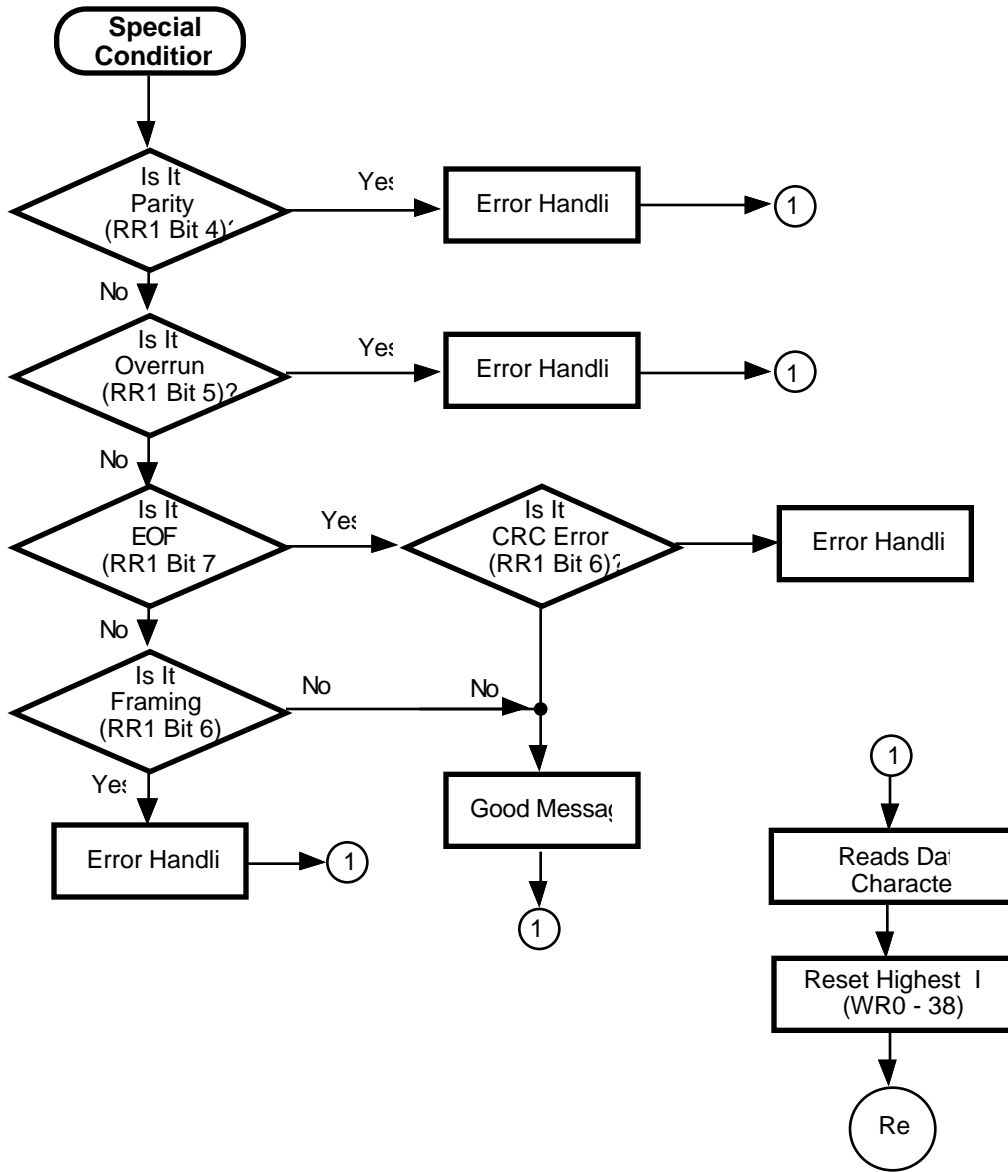 Special
Condition
Is It
Parity
(RR1 Bit 4)?
Yes
Error Handli
1
No
Is It
Overrun
(RR1 Bit 5)?
Yes
Error Handli
1
No
Is It
EOF
(RR1 Bit 7
Yes
Is It
CRC Error
(RR1 Bit 6)?
Error Handli
No
Is It
Framing
(RR1 Bit 6)
No
No
Yes
Error Handli
1
Good Messag
1
1
Reads Dat
Characte
Reset Highest I
(WR0 - 38)
Re